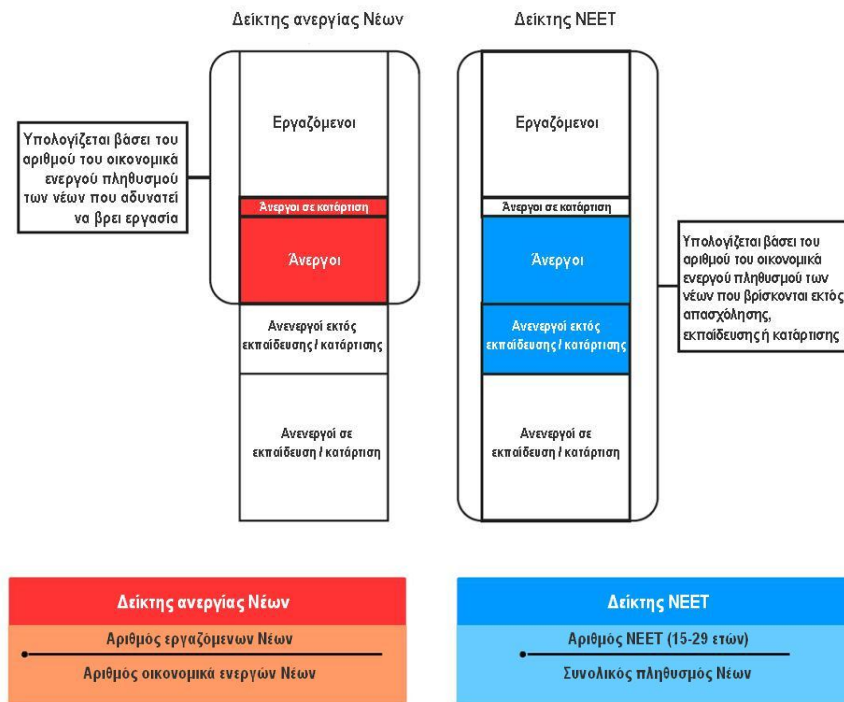 Δείκτης ανεργίας Νέων
Εργαζόμενοι
Υπολογίζεται βάσει του
αριθμού του οικονομικά
ενεργού πληθυσμού
των νέων που αδυνατεί
να βρει εργασία
Άνεργοι σε κατάρτιση
Άνεργοι
Ανενεργοί εκτός
εκπαίδευσης / κατάρτισης
Ανενεργοί σε
εκπαίδευση / κατάρτιση
Δείκτης NEET
Εργαζόμενοι
Άνεργοι σε κατάρτιση
Άνεργοι
Ανενεργοί εκτός
εκπαίδευσης / κατάρτισης
Ανενεργοί σε
εκπαίδευση / κατάρτιση
Υπολογίζεται βάσει του
αριθμού του οικονομικά
ενεργού πληθυσμού των
νέων που βρίσκονται εκτός
απασχόλησης,
εκπαίδευσης ή κατάρτισης
Δείκτης ανεργίας Νέων
Αριθμός εργαζόμενων Νέων
Αριθμός οικονομικά ενεργών Νέων
Δείκτης NEET
Αριθμός NEET (15-29 ετών)
Συνολικός πληθυσμός Νέων